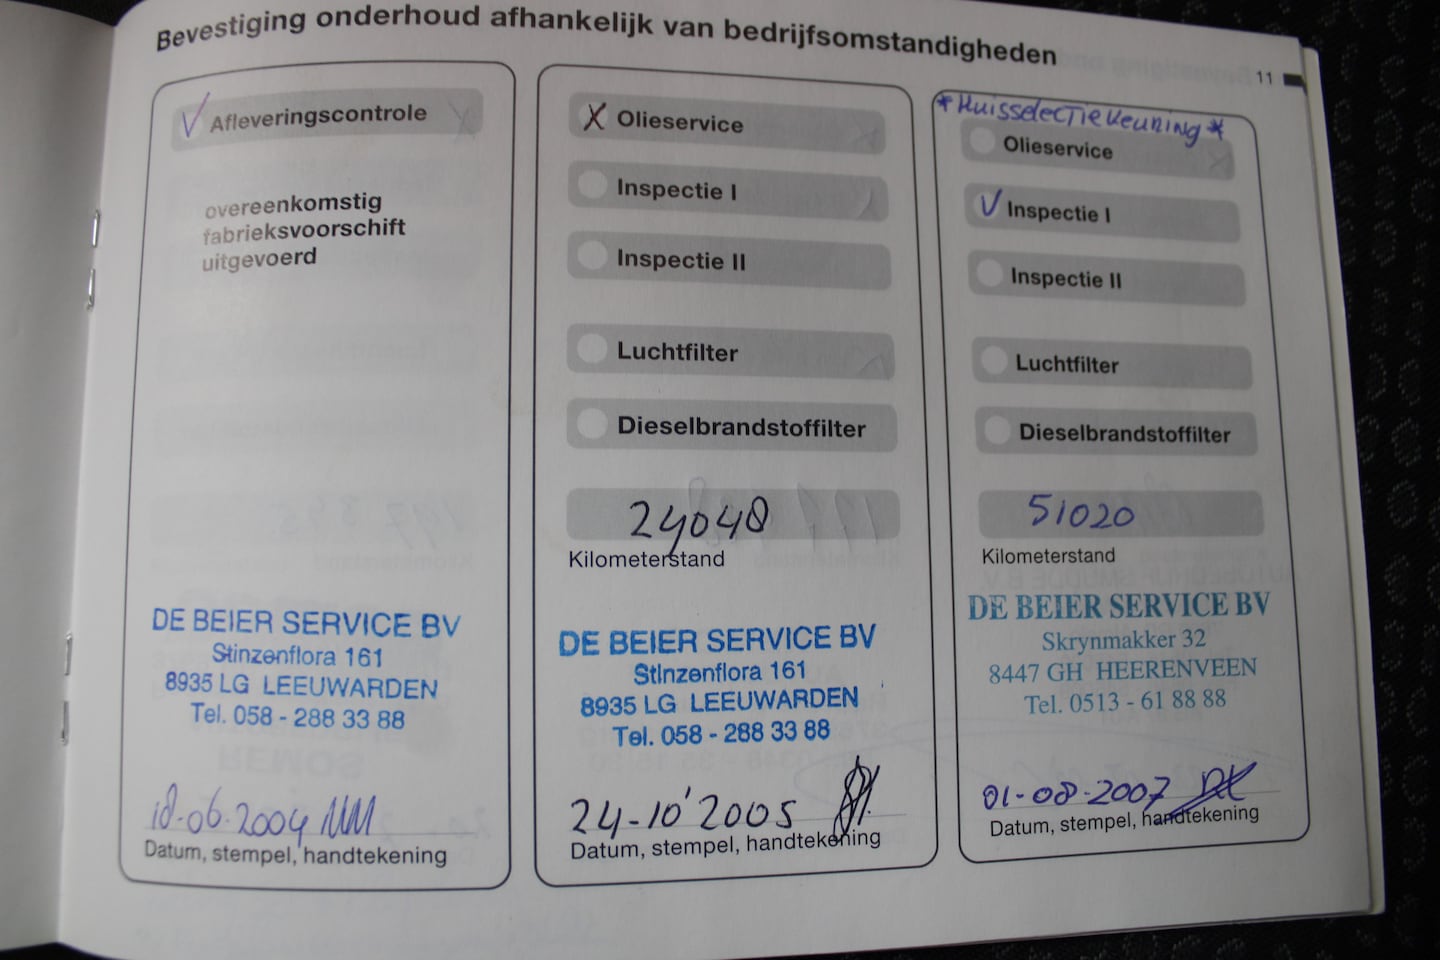 Bevestiging onderhoud afhankelijk van bedrijfsomstandigheden
11
Afleveringscontrole
overeenkomstig
fabrieksvoorschift
uitgevoerd
DE BEIER SERVICE BV
Stinzenflora 161
8935 LG LEEUWARDEN
Tel. 058 - 288 33 88
18-06-2004
Datum, stempel, handtekening
X Olieservice
Inspectie I
Inspectie II
Luchtfilter
Dieselbrandstoffilter
24048
Kilometerstand
DE BEIER SERVICE BV
Stinzenflora 161
8935 LG LEEUWARDEN
Tel. 058 - 288 33 88
24-10'2005
Datum, stempel, handtekening
*Huisselectiekeuring*
Olieservice
Inspectie I
Inspectie II
Luchtfilter
Dieselbrandstoffilter
51020
Kilometerstand
DE BEIER SERVICE BV
Skrynmakker 32
8447 GH HEERENVEEN
Tel. 0513 - 61 88 88
01-08-2007
Datum, stempel, handtekening